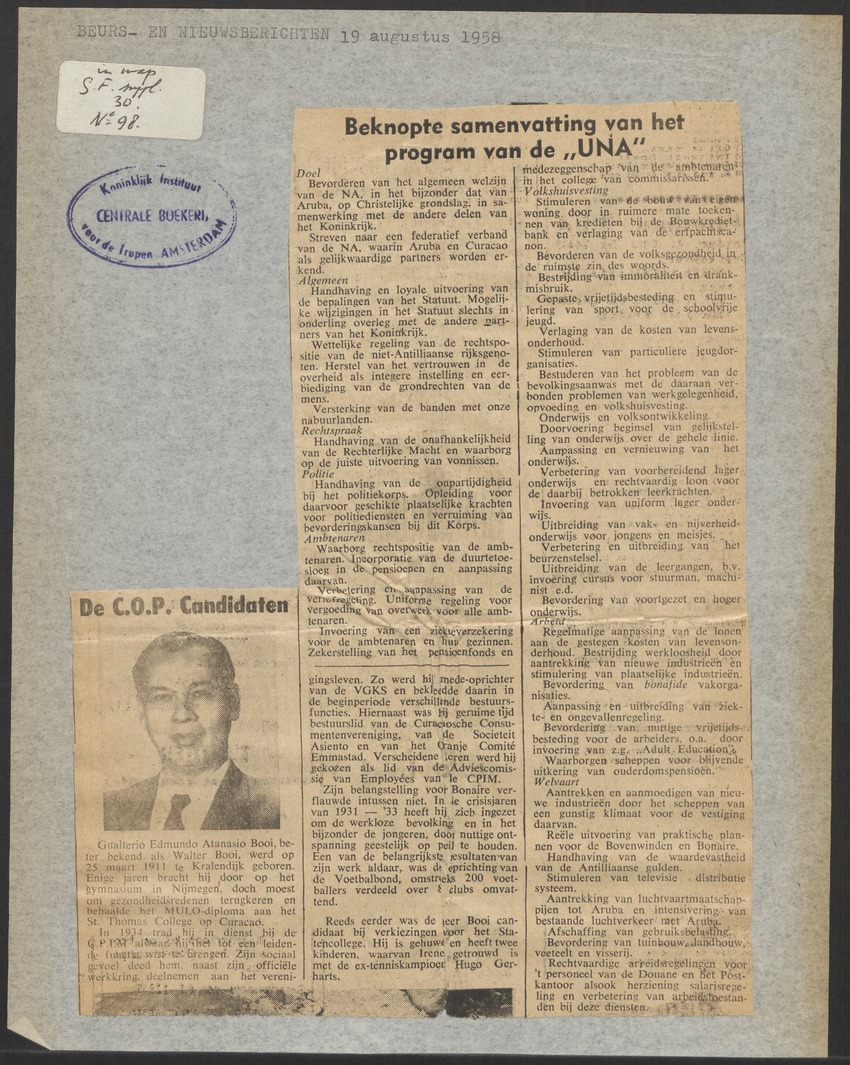 BEURS- EN NIEUWSBERICHTEN 19 augustus 1958
in map
S.F. suppl.
30.
No 98.
Koninklijk Instituut
CENTRALE BOEKERIJ
voor de Tropen AMSTERDAM
Beknopte samenvatting van het
program van de „UNA"
Doel
Bevorderen van het algemeen welzijn
van de NA, in het bijzonder dat van
Aruba, op Christelijke grondslag, in sa-
menwerking met de andere delen van
het Koninkrijk.
Streven naar een federatief verband
van de NA, waarin Aruba en Curacao
als gelijkwaardige partners worden er-
kend.
Algemeen
Handhaving en loyale uitvoering van
de bepalingen van het Statuut. Mogelij-
ke wijzigingen in het Statuut slechts in
onderling overleg met de andere part-
ners van het Koninkrijk.
Wettelijke regeling van de rechtspo-
sitie van de niet-Antilliaanse rijksgeno-
ten. Herstel van het vertrouwen in de
overheid als integere instelling en eer-
biediging van de grondrechten van de
mens.
Versterking van de banden met onze
nabuurlanden.
Rechtspraak
Handhaving van de onafhankelijkheid
van de Rechterlijke Macht en waarborg
op de juiste uitvoering van vonnissen.
Politie
Handhaving van de onpartijdigheid
bij het politiekorps. Opleiding voor
daarvoor geschikte plaatselijke krachten
voor politiediensten en verruiming van
bevorderingskansen bij dit Korps.
Ambtenaren
Waarborg rechtspositie van de amb-
tenaren. Incorporatie van de duurtetoe-
sloeg in de pensioenen en aanpassing
daarvan.
Verbetering en aanpassing van de
verlofregeling. Uniforme regeling voor
vergoeding van overwerk voor alle amb-
tenaren.
Invoering van een ziekteverzekering
voor de ambtenaren en hun gezinnen.
Zekerstelling van het pensioenfonds en
medezeggenschap van de ambtenaren
in het college van commissarissen.
Volkshuisvesting
Stimuleren van de bouw van eigen
woning door in ruimere mate toeken-
nen van kredieten bij de Bouwkrediet-
bank en verlaging van de erfpachtsca-
non.
Bevorderen van de volksgezondheid in
de ruimste zin des woords.
Bestrijding van immoraliteit en drank-
misbruik.
Gepaste vrijetijdsbesteding en stimu-
lering van sport voor de schoolvrije
jeugd.
Verlaging van de kosten van levens-
onderhoud.
Stimuleren van particuliere jeugdor-
ganisaties.
Bestuderen van het probleem van de
bevolkingsaanwas met de daaraan ver-
bonden problemen van werkgelegenheid,
opvoeding en volkshuisvesting.
Onderwijs en volksontwikkeling.
Doorvoering beginsel van gelijkstel-
ling van onderwijs over de gehele linie.
Aanpassing en vernieuwing van het
onderwijs.
Verbetering van voorbereidend lager
onderwijs en rechtvaardig loon voor
de daarbij betrokken leerkrachten.
Invoering van uniform lager onder-
wijs.
Uitbreiding van vak- en nijverheid-
onderwijs voor jongens en meisjes.
Verbetering en uitbreiding van het
beurzenstelsel.
Uitbreiding van de leergangen, b.v.
invoering cursus voor stuurman, machi-
nist e.d.
Bevordering van voortgezet en hoger
onderwijs.
Arbeid
Regelmatige aanpassing van de lonen
aan de gestegen kosten van levenson-
derhoud. Bestrijding werkloosheid door
aantrekking van nieuwe industrieën en
stimulering van plaatselijke industrieën.
Bevordering van bonafide vakorga-
nisaties.
Aanpassing en uitbreiding van ziek-
te- en ongevallenregeling.
Bevordering van nuttige vrijetijds-
besteding voor de arbeiders, o.a. door
invoering van z.g. „Adult Education".
Waarborgen scheppen voor blijvende
uitkering van ouderdomspensioen.
Welvaart
Aantrekken en aanmoedigen van nieu-
we industrieën door het scheppen van
een gunstig klimaat voor de vestiging
daarvan.
Reële uitvoering van praktische plan-
nen voor de Bovenwinden en Bonaire.
Handhaving van de waardevastheid
van de Antilliaanse gulden.
Stimuleren van televisie distributie
systeem.
Aantrekking van luchtvaartmaatschap-
pijen tot Aruba en intensivering van
bestaande luchtverkeer met Aruba.
Afschaffing van gebruiksbelasting.
Bevordering van tuinbouw, landbouw,
veeteelt en visserij.
Rechtvaardige arbeidsregelingen voor
't personeel van de Douane en het Post-
kantoor alsook herziening salarisrege-
ling en verbetering van arbeidstoestan-
den bij deze diensten.
De C.O.P. Candidaten
Gualterio Edmundo Atanasio Booi, be-
ter bekend als Walter Booi, werd op
25 maart 1911 te Kralendijk geboren.
Enige jaren bracht hij door op het
gymnasium in Nijmegen, doch moest
om gezondheidsredenen terugkeren en
behaalde het MULO-diploma aan het
St. Thomas College op Curacao.
In 1934 trad hij in dienst bij de
C.P.I.M. alwaar hij het tot een leiden-
de functie wist te brengen. Zijn sociaal
gevoel deed hem, naast zijn officiële
werkkring, deelnemen aan het vereni-
gingsleven. Zo werd hij mede-oprichter
van de VGKS en bekleedde daarin in
de beginperiode verschillende bestuurs-
functies. Hiernaast was hij geruime tijd
bestuurslid van de Curacaosche Consu-
mentenvereniging, van de Societeit
Asiento en van het Oranje Comité
Emmastad. Verscheidene jeren werd hij
gekozen als lid van de Adviescomis-
sie van Employées van de CPIM.
Zijn belangstelling voor Bonaire ver-
flauwde intussen niet. In de crisisjaren
van 1931 — '33 heeft hij zich ingezet
om de werkloze bevolking en in het
bijzonder de jongeren, door nuttige ont-
spanning geestelijk op peil te houden.
Een van de belangrijkste resultaten van
zijn werk aldaar, was de oprichting van
de Voetbalbond, omstreeks 200 voet-
ballers verdeeld over 8 clubs omvat-
tend.
Reeds eerder was de heer Booi can-
didaat bij verkiezingen voor het Sta-
tencollege. Hij is gehuwd en heeft twee
kinderen, waarvan Irene getrouwd is
met de ex-tenniskampioen Hugo Ger-
harts.